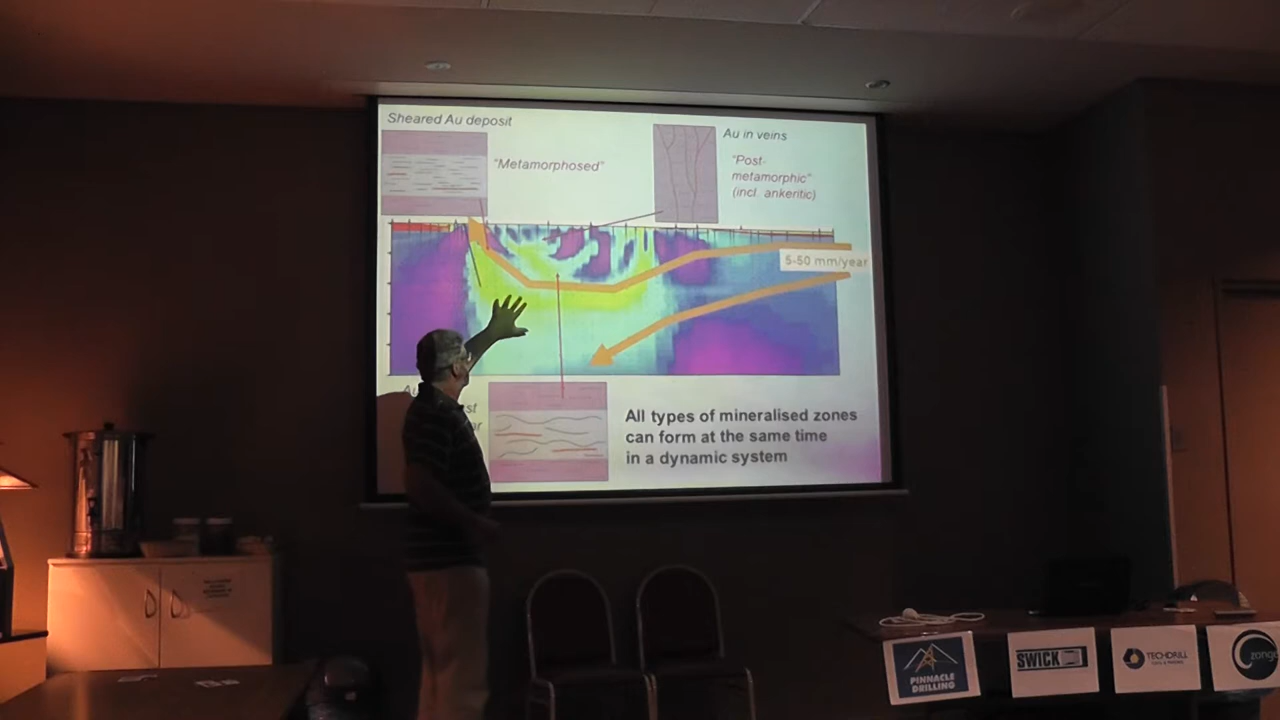 Sheared Au deposit
"Metamorphosed"
Au in veins
"Post-
metamorphic"
(incl. ankeritic)
5-50 mm/year
All types of mineralised zones
can form at the same time
in a dynamic system
PINNACLE
DRILLING
SWICK
TECHDRILL